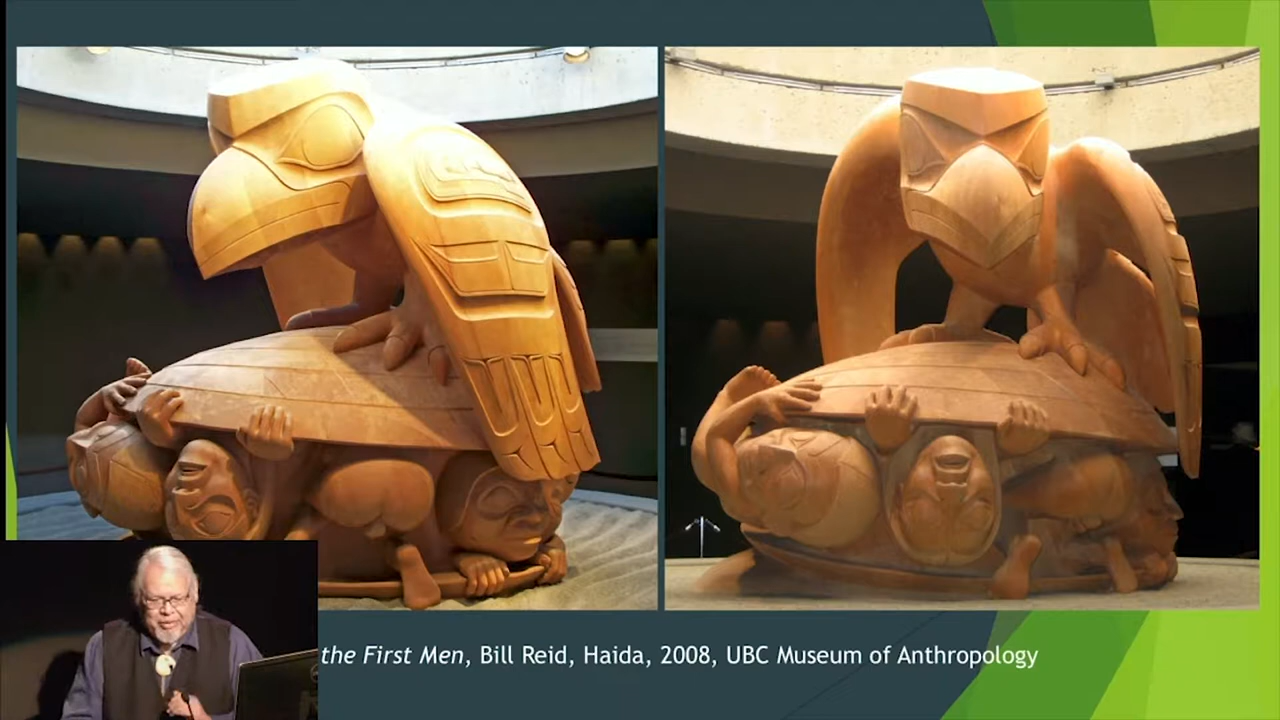 the First Men, Bill Reid, Haida, 2008, UBC Museum of Anthropology